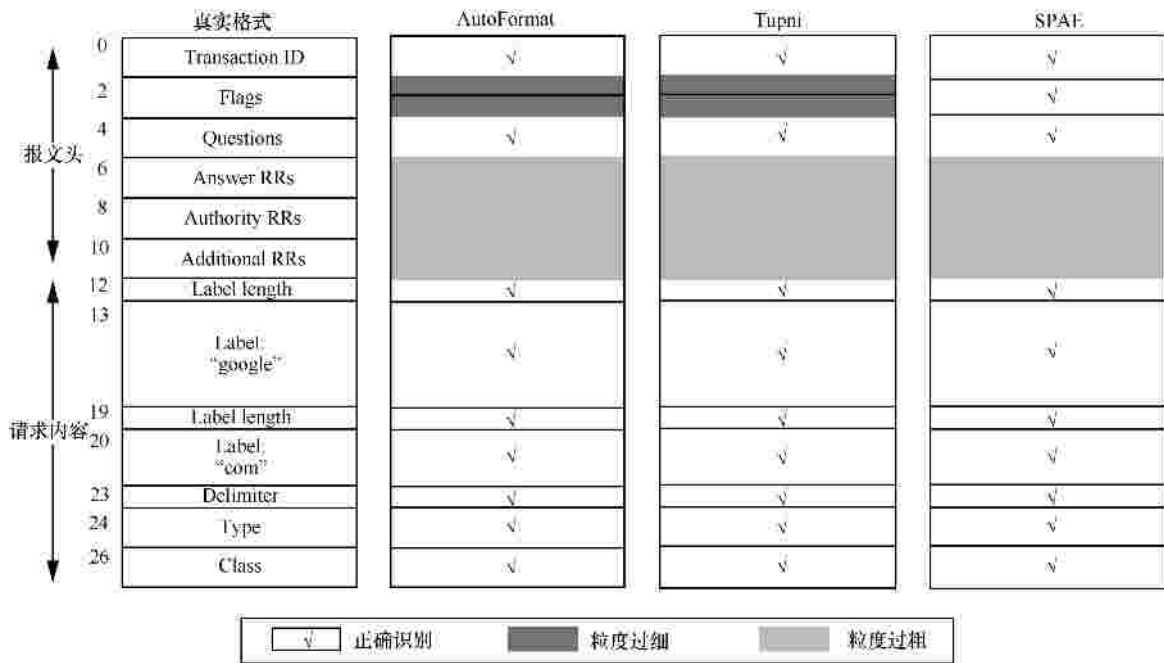 真实格式 AutoFormat Tupni SPAE
0 Transaction ID √ √ √
2 Flags √
4 Questions √ √
报文头
6 Answer RRs
8 Authority RRs
10 Additional RRs
12 Label length √ √ √
13 Label: √ √ √
“google”
19 Label length √ √ √
请求内容
20 Label: √ √ √
“com”
23 Delimiter √ √ √
24 Type √ √ √
26 Class √ √ √
√ 正确识别 粒度过细 粒度过粗